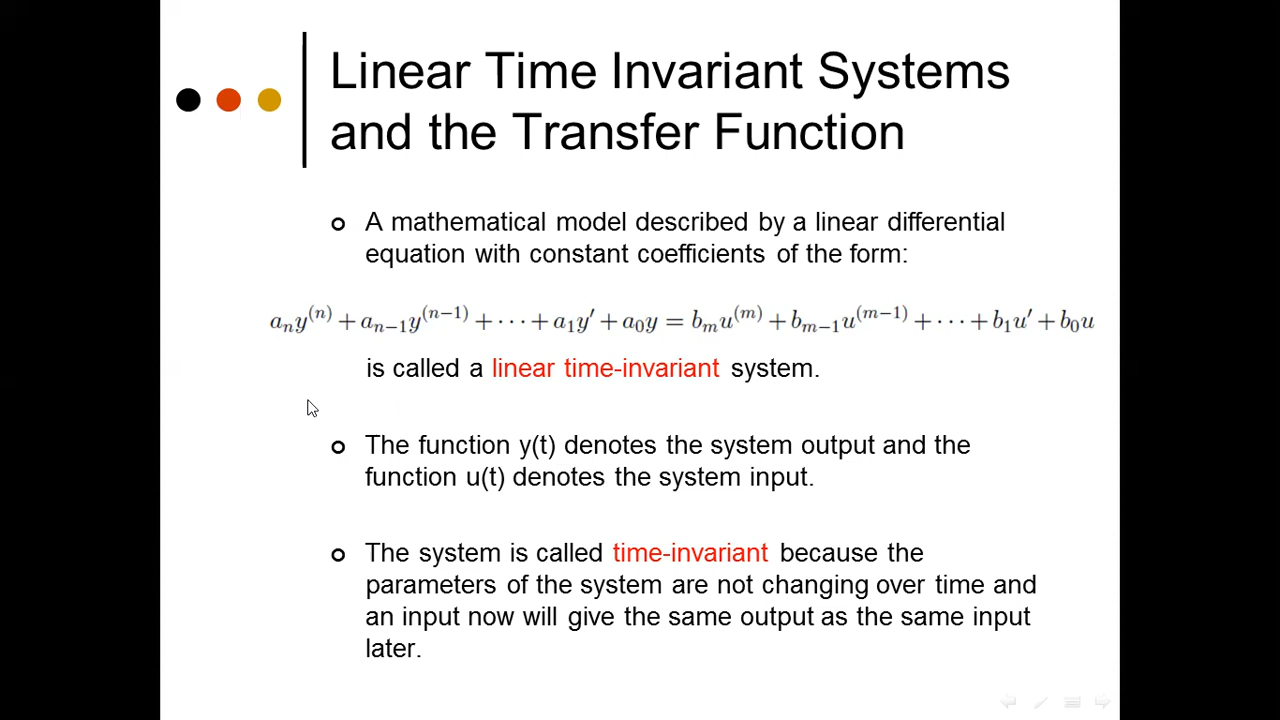 Linear Time Invariant Systems
and the Transfer Function
A mathematical model described by a linear differential
equation with constant coefficients of the form:
aₙy⁽ⁿ⁾ + aₙ₋₁y⁽ⁿ⁻¹⁾ + ··· + a₁y′ + a₀y = bₘu⁽ᵐ⁾ + bₘ₋₁u⁽ᵐ⁻¹⁾ + ··· + b₁u′ + b₀u
is called a linear time-invariant system.
The function y(t) denotes the system output and the
function u(t) denotes the system input.
The system is called time-invariant because the
parameters of the system are not changing over time and
an input now will give the same output as the same input
later.